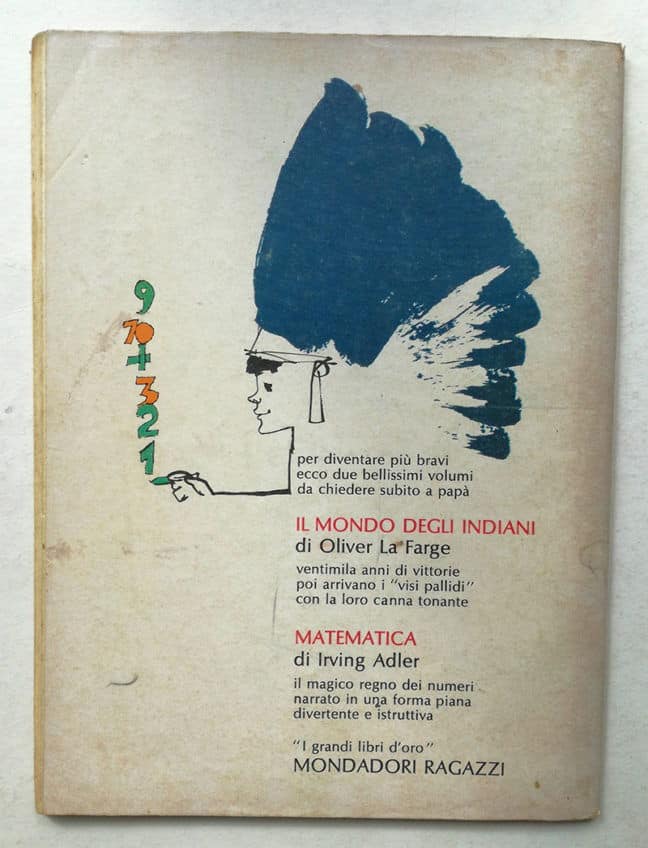 9
70
+
3
2
1
per diventare più bravi
ecco due bellissimi volumi
da chiedere subito a papà
IL MONDO DEGLI INDIANI
di Oliver La Farge
ventimila anni di vittorie
poi arrivano i "visi pallidi"
con la loro canna tonante
MATEMATICA
di Irving Adler
il magico regno dei numeri
narrato in una forma piana
divertente e istruttiva
"I grandi libri d'oro"
MONDADORI RAGAZZI